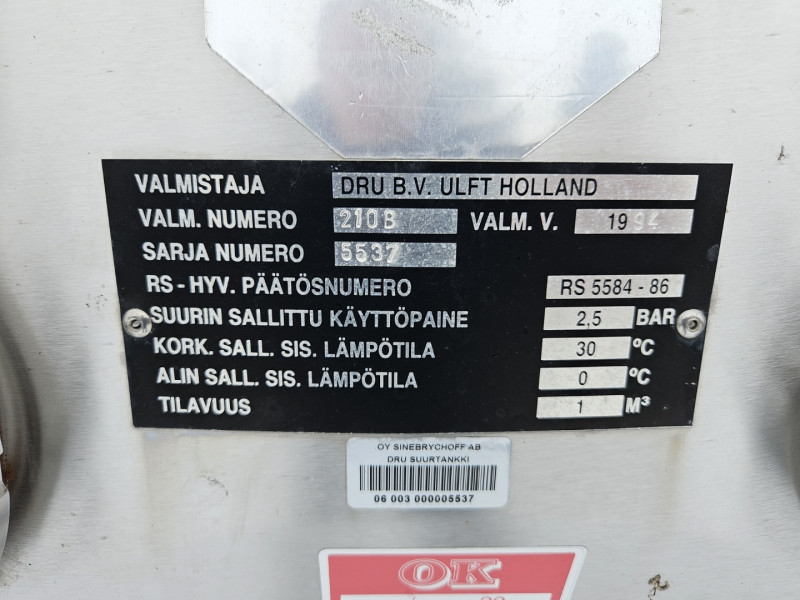 VALMISTAJA DRU B.V. ULFT HOLLAND
VALM. NUMERO 210B VALM. V. 1994
SARJA NUMERO 5537
RS - HYV. PÄÄTÖSNUMERO RS 5584 - 86
SUURIN SALLITTU KÄYTTÖPAINE 2,5 BAR
KORK. SALL. SIS. LÄMPÖTILA 30 °C
ALIN SALL. SIS. LÄMPÖTILA 0 °C
TILAVUUS 1 M³
OY SINEBRYCHOFF AB
DRU SUURTANKKI
06 003 000005537
OK